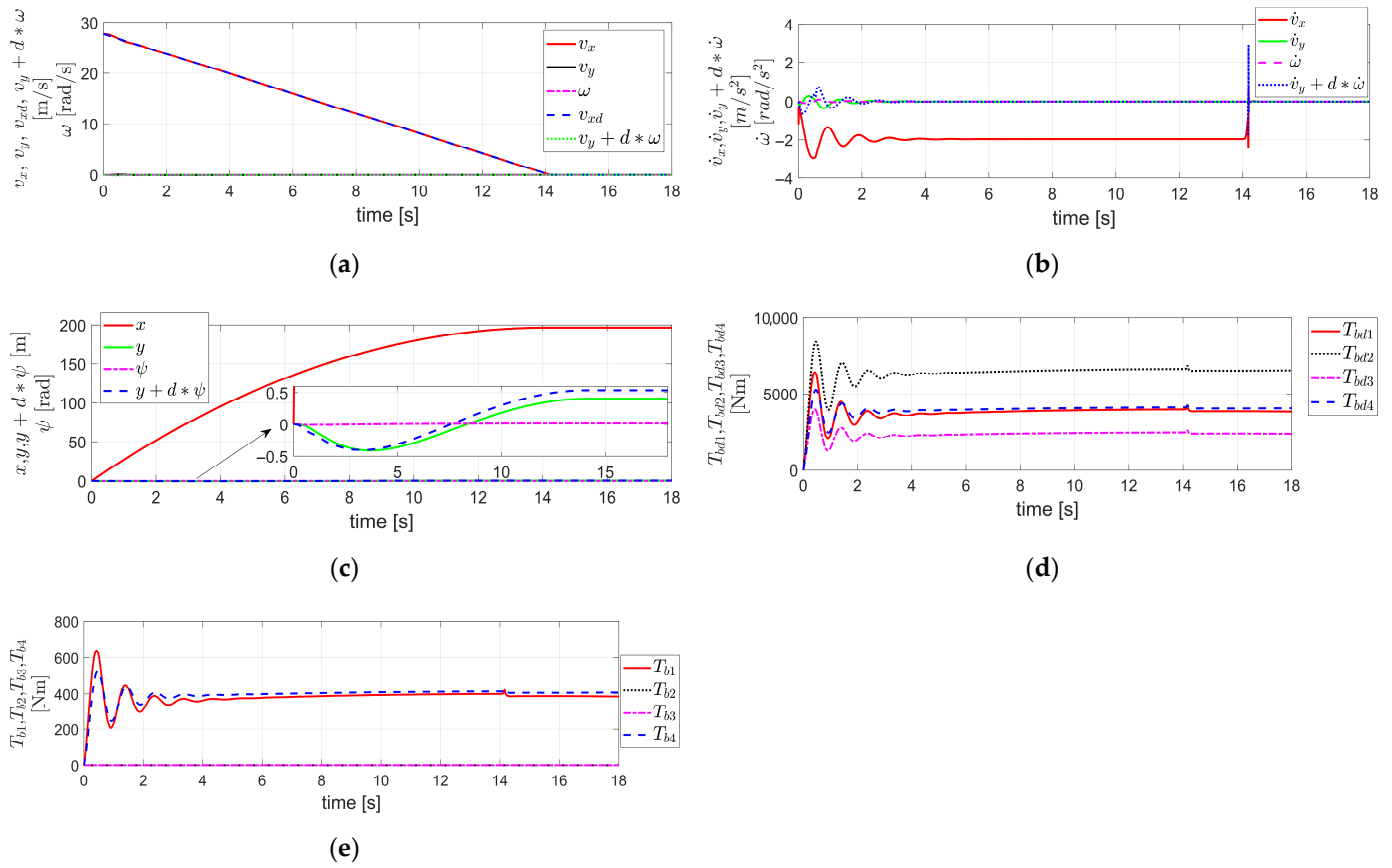 v_x, v_y, v_xd, v_y + d * ω
[m/s]
ω [rad/s]
30
20
10
0
0 2 4 6 8 10 12 14 16 18
time [s]
v_x
v_y
ω
v_xd
v_y + d * ω
(a)
v̇_x,v̇_y,v̇_y + d * ω̇
[m/s²]
ω̇ [rad/s²]
4
2
0
−2
−4
0 2 4 6 8 10 12 14 16 18
time [s]
v̇_x
v̇_y
ω̇
v̇_y + d * ω̇
(b)
x,y,y + d * ψ [m]
ψ [rad]
200
150
100
50
0
0 2 4 6 8 10 12 14 16 18
time [s]
x
y
ψ
y + d * ψ
0.5
0
−0.5
0 5 10 15
(c)
T_bd1,T_bd2,T_bd3,T_bd4
[Nm]
10,000
5000
0
0 2 4 6 8 10 12 14 16 18
time [s]
T_bd1
T_bd2
T_bd3
T_bd4
(d)
T_b1,T_b2,T_b3,T_b4
[Nm]
800
600
400
200
0
0 2 4 6 8 10 12 14 16 18
time [s]
T_b1
T_b2
T_b3
T_b4
(e)